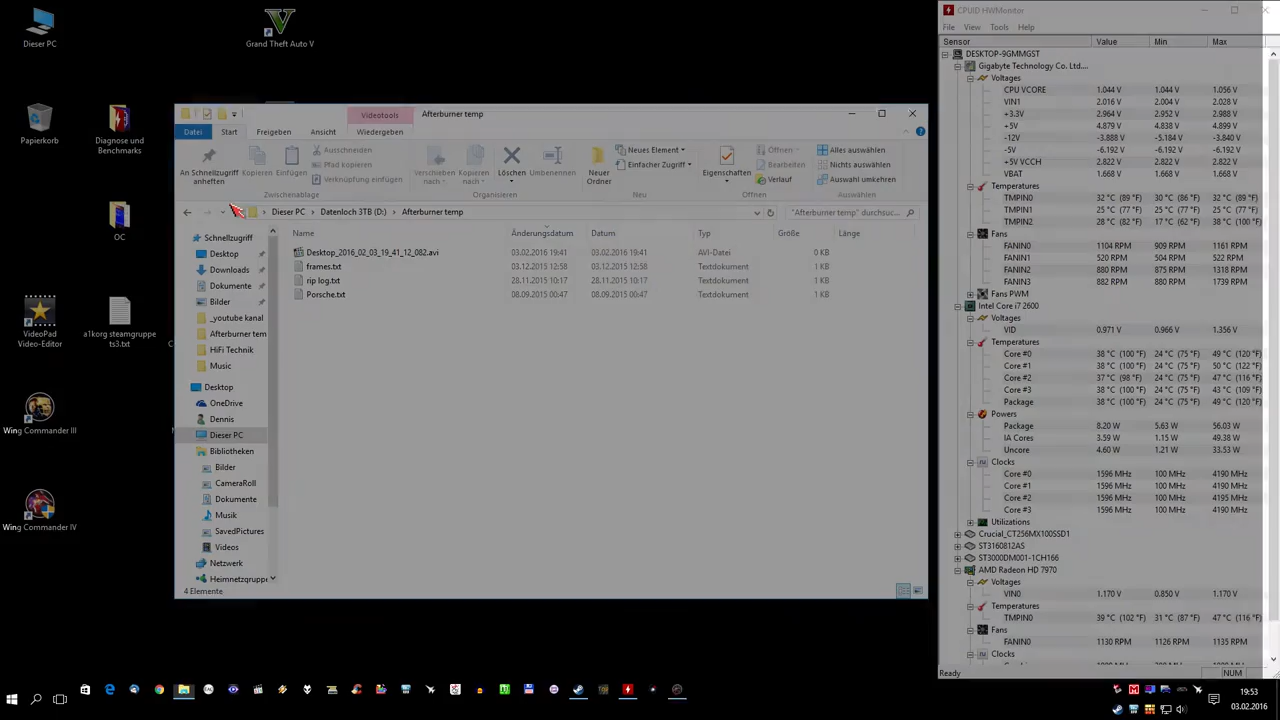 Dieser PC
Grand Theft Auto V
Papierkorb
Diagnose und
Benchmarks
OC
VideoPad
Video-Editor
a1korg steamgruppe
ts3.txt
Wing Commander III
Wing Commander IV
Videotools
Afterburner temp
Datei
Start
Freigeben
Ansicht
Wiedergeben
An Schnellzugriff
anheften
Kopieren
Einfügen
Ausschneiden
Pfad kopieren
Verknüpfung einfügen
Zwischenablage
Verschieben
nach
Kopieren
nach
Löschen
Umbenennen
Organisieren
Neuer
Ordner
Neues Element
Einfacher Zugriff
Neu
Eigenschaften
Öffnen
Bearbeiten
Verlauf
Öffnen
Alles auswählen
Nichts auswählen
Auswahl umkehren
Auswählen
Dieser PC
Datenloch 3TB (D:)
Afterburner temp
"Afterburner temp" durchsuc...
Schnellzugriff
Desktop
Downloads
Dokumente
Bilder
_youtube kanal
Afterburner tem
HiFi Technik
Music
Desktop
OneDrive
Dennis
Dieser PC
Bibliotheken
Bilder
CameraRoll
Dokumente
Musik
SavedPictures
Videos
Netzwerk
Heimnetzgruppe
Name Änderungsdatum Datum Typ Größe Länge
Desktop_2016_02_03_19_41_12_082.avi 03.02.2016 19:41 03.02.2016 19:41 AVI-Datei 0 KB
frames.txt 03.12.2015 12:58 03.12.2015 12:58 Textdokument 1 KB
rip log.txt 28.11.2015 10:17 28.11.2015 10:17 Textdokument 1 KB
Porsche.txt 08.09.2015 00:47 08.09.2015 00:47 Textdokument 1 KB
4 Elemente
CPUID HWMonitor
File View Tools Help
Sensor Value Min Max
DESKTOP-9GMMGST
Gigabyte Technology Co. Ltd....
Voltages
CPU VCORE 1.044 V 1.044 V 1.056 V
VIN1 2.016 V 2.004 V 2.028 V
+3.3V 2.964 V 2.952 V 2.988 V
+5V 4.879 V 4.838 V 4.899 V
-12V -3.888 V -5.184 V -3.840 V
-5V 2.822 V 2.822 V 2.822 V
+5V VCCH 2.822 V 2.822 V 2.822 V
VBAT 1.668 V 1.668 V 1.668 V
Temperatures
TMPIN0 32 °C (89 °F) 30 °C (86 °F) 32 °C (89 °F)
TMPIN1 25 °C (77 °F) 25 °C (77 °F) 25 °C (77 °F)
TMPIN2 28 °C (82 °F) 17 °C (62 °F) 38 °C (100 °F)
Fans
FANIN0 1104 RPM 909 RPM 1161 RPM
FANIN1 520 RPM 504 RPM 522 RPM
FANIN2 880 RPM 875 RPM 1318 RPM
FANIN3 882 RPM 880 RPM 1739 RPM
Fans PWM
Intel Core i7 2600
Voltages
VID 0.971 V 0.966 V 1.356 V
Temperatures
Core #0 38 °C (100 °F) 24 °C (75 °F) 49 °C (120 °F)
Core #1 38 °C (100 °F) 24 °C (75 °F) 50 °C (122 °F)
Core #2 37 °C (98 °F) 24 °C (75 °F) 47 °C (116 °F)
Core #3 38 °C (100 °F) 24 °C (75 °F) 43 °C (109 °F)
Package 38 °C (100 °F) 24 °C (75 °F) 49 °C (120 °F)
Powers
Package 8.20 W 5.63 W 56.03 W
IA Cores 3.59 W 1.15 W 49.38 W
Uncore 4.60 W 1.21 W 33.53 W
Clocks
Core #0 1596 MHz 100 MHz 4190 MHz
Core #1 1596 MHz 100 MHz 4190 MHz
Core #2 1596 MHz 100 MHz 4195 MHz
Core #3 1596 MHz 100 MHz 4190 MHz
Utilizations
Crucial_CT256MX100SSD1
ST3160812AS
ST3000DM001-1CH166
AMD Radeon HD 7970
Voltages
VIN0 1.170 V 0.850 V 1.170 V
Temperatures
TMPIN0 39 °C (102 °F) 31 °C (87 °F) 47 °C (116 °F)
Fans
FANIN0 1130 RPM 1126 RPM 1135 RPM
Clocks
Ready
NUM
19:53
03.02.2016